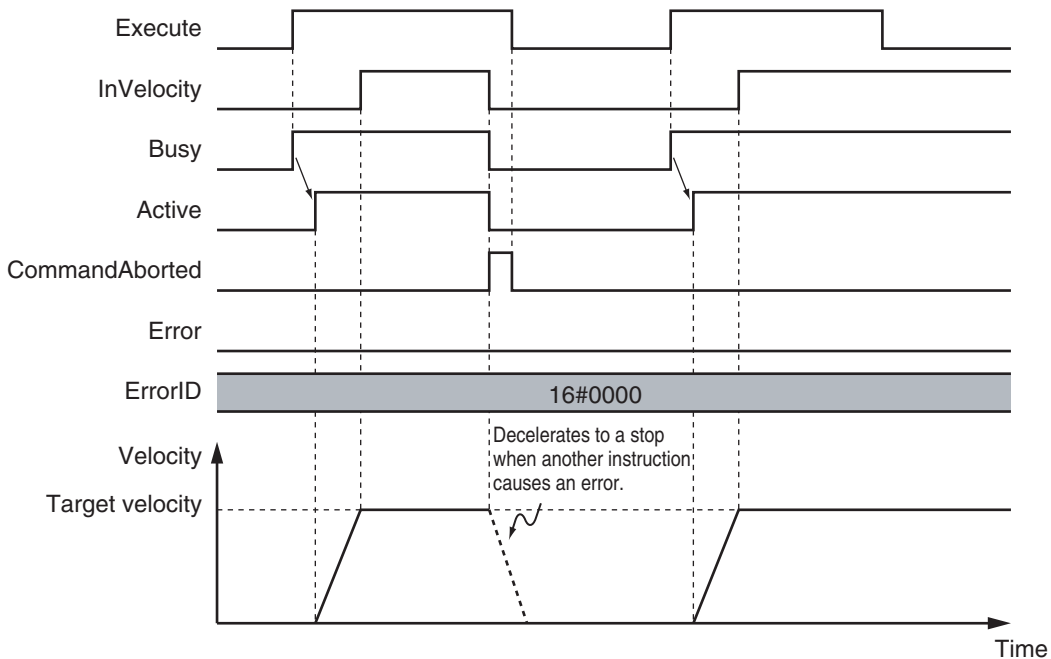 Execute
InVelocity
Busy
Active
CommandAborted
Error
ErrorID
16#0000
Decelerates to a stop
when another instruction
causes an error.
Velocity
Target velocity
Time